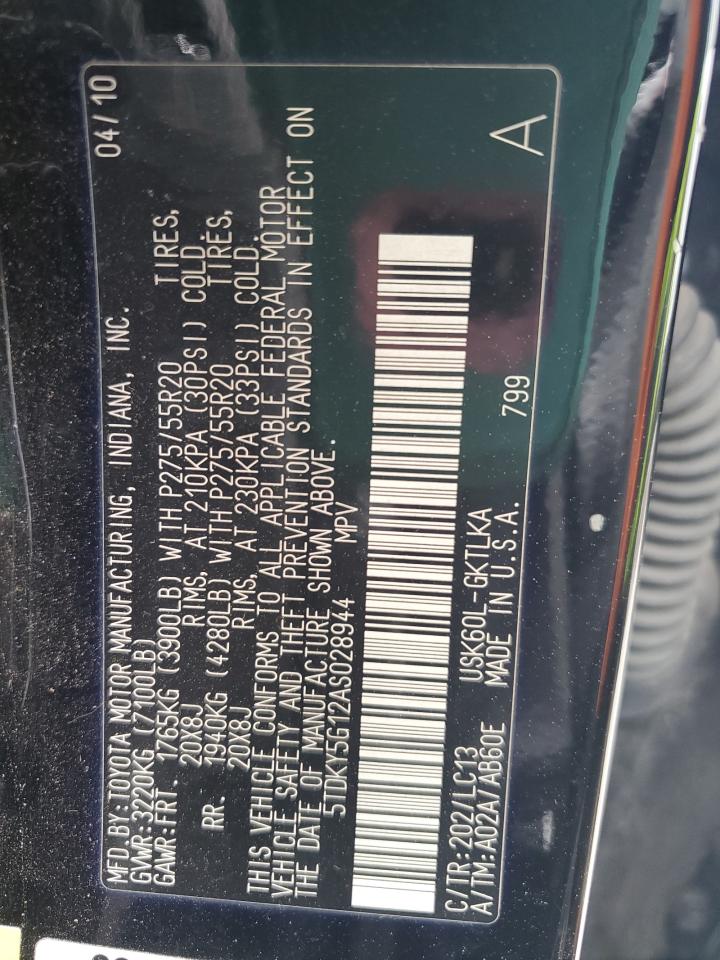 MFD.BY:TOYOTA MOTOR MANUFACTURING, INDIANA, INC. 04/10
GVWR:3220KG (7100LB)
GAWR:FRT. 1765KG (3900LB) WITH P275/55R20 TIRES,
20X8J RIMS, AT 210KPA (30PSI) COLD.
RR. 1940KG (4280LB) WITH P275/55R20 TIRES,
20X8J RIMS, AT 230KPA (33PSI) COLD.
THIS VEHICLE CONFORMS TO ALL APPLICABLE FEDERAL MOTOR
VEHICLE SAFETY AND THEFT PREVENTION STANDARDS IN EFFECT ON
THE DATE OF MANUFACTURE SHOWN ABOVE.
5TDKY5G12AS028944 MPV
C/TR:202/LC13 USK60L-GKTLKA A
A/TM:A02A/AB60E MADE IN U.S.A. 799